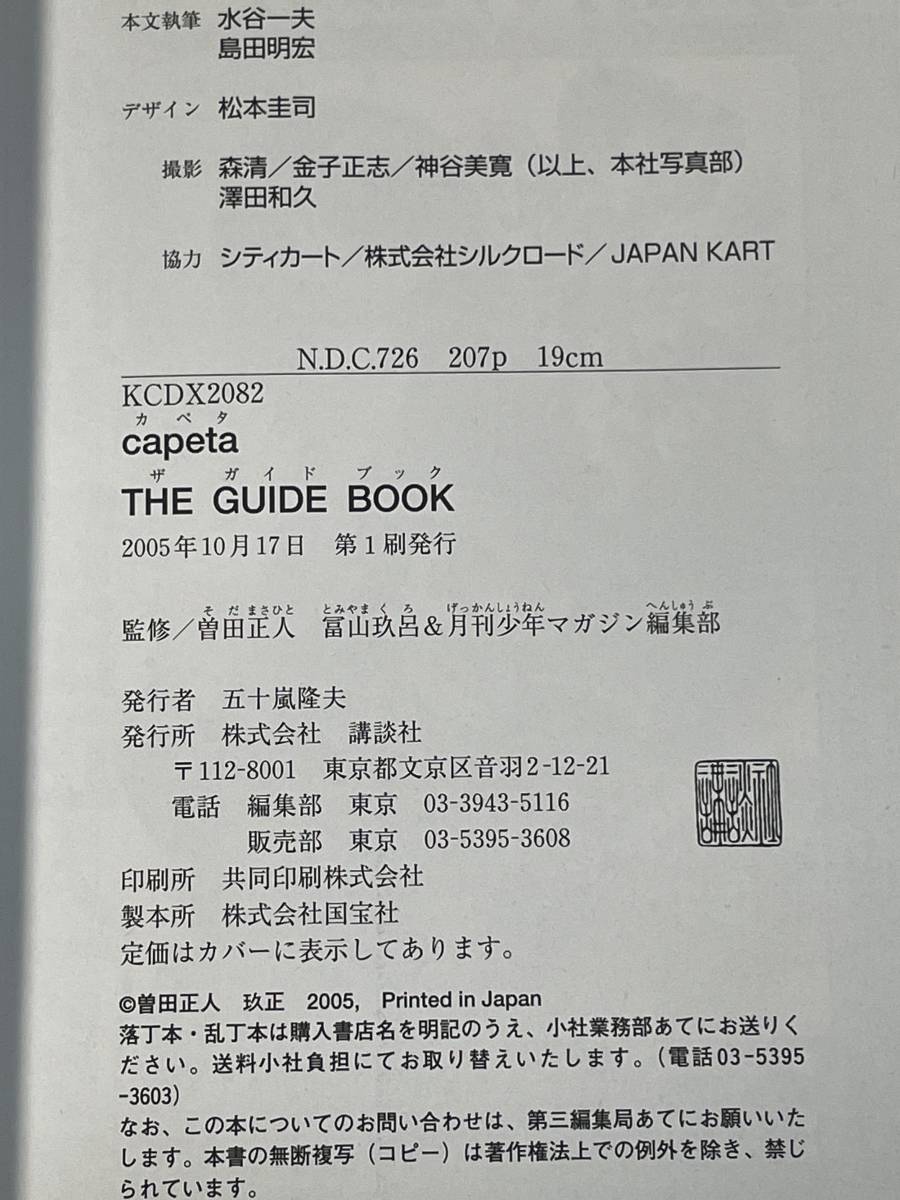 本文執筆 水谷一夫
島田明宏
デザイン 松本圭司
撮影 森清／金子正志／神谷美寛（以上、本社写真部）
澤田和久
協力 シティカート／株式会社シルクロード／JAPAN KART
N.D.C.726 207p 19cm
KCDX2082
カペタ
capeta
ザ ガイド ブック
THE GUIDE BOOK
2005年10月17日 第1刷発行
そだまさひと とみやまくろ げっかんしょうねん へんしゅうぶ
監修／曽田正人 冨山玖呂＆月刊少年マガジン編集部
発行者 五十嵐隆夫
発行所 株式会社 講談社
〒112-8001 東京都文京区音羽2-12-21
電話 編集部 東京 03-3943-5116
販売部 東京 03-5395-3608
講談社
印刷所 共同印刷株式会社
製本所 株式会社国宝社
定価はカバーに表示してあります。
©曽田正人 玖正 2005, Printed in Japan
落丁本・乱丁本は購入書店名を明記のうえ、小社業務部あてにお送りく
ださい。送料小社負担にてお取り替えいたします。（電話03-5395
-3603）
なお、この本についてのお問い合わせは、第三編集局あてにお願いいた
します。本書の無断複写（コピー）は著作権法上での例外を除き、禁じ
られています。